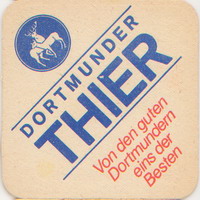 DORTMUNDER
THIER
Von den guten
Dortmundern
eins der
Besten